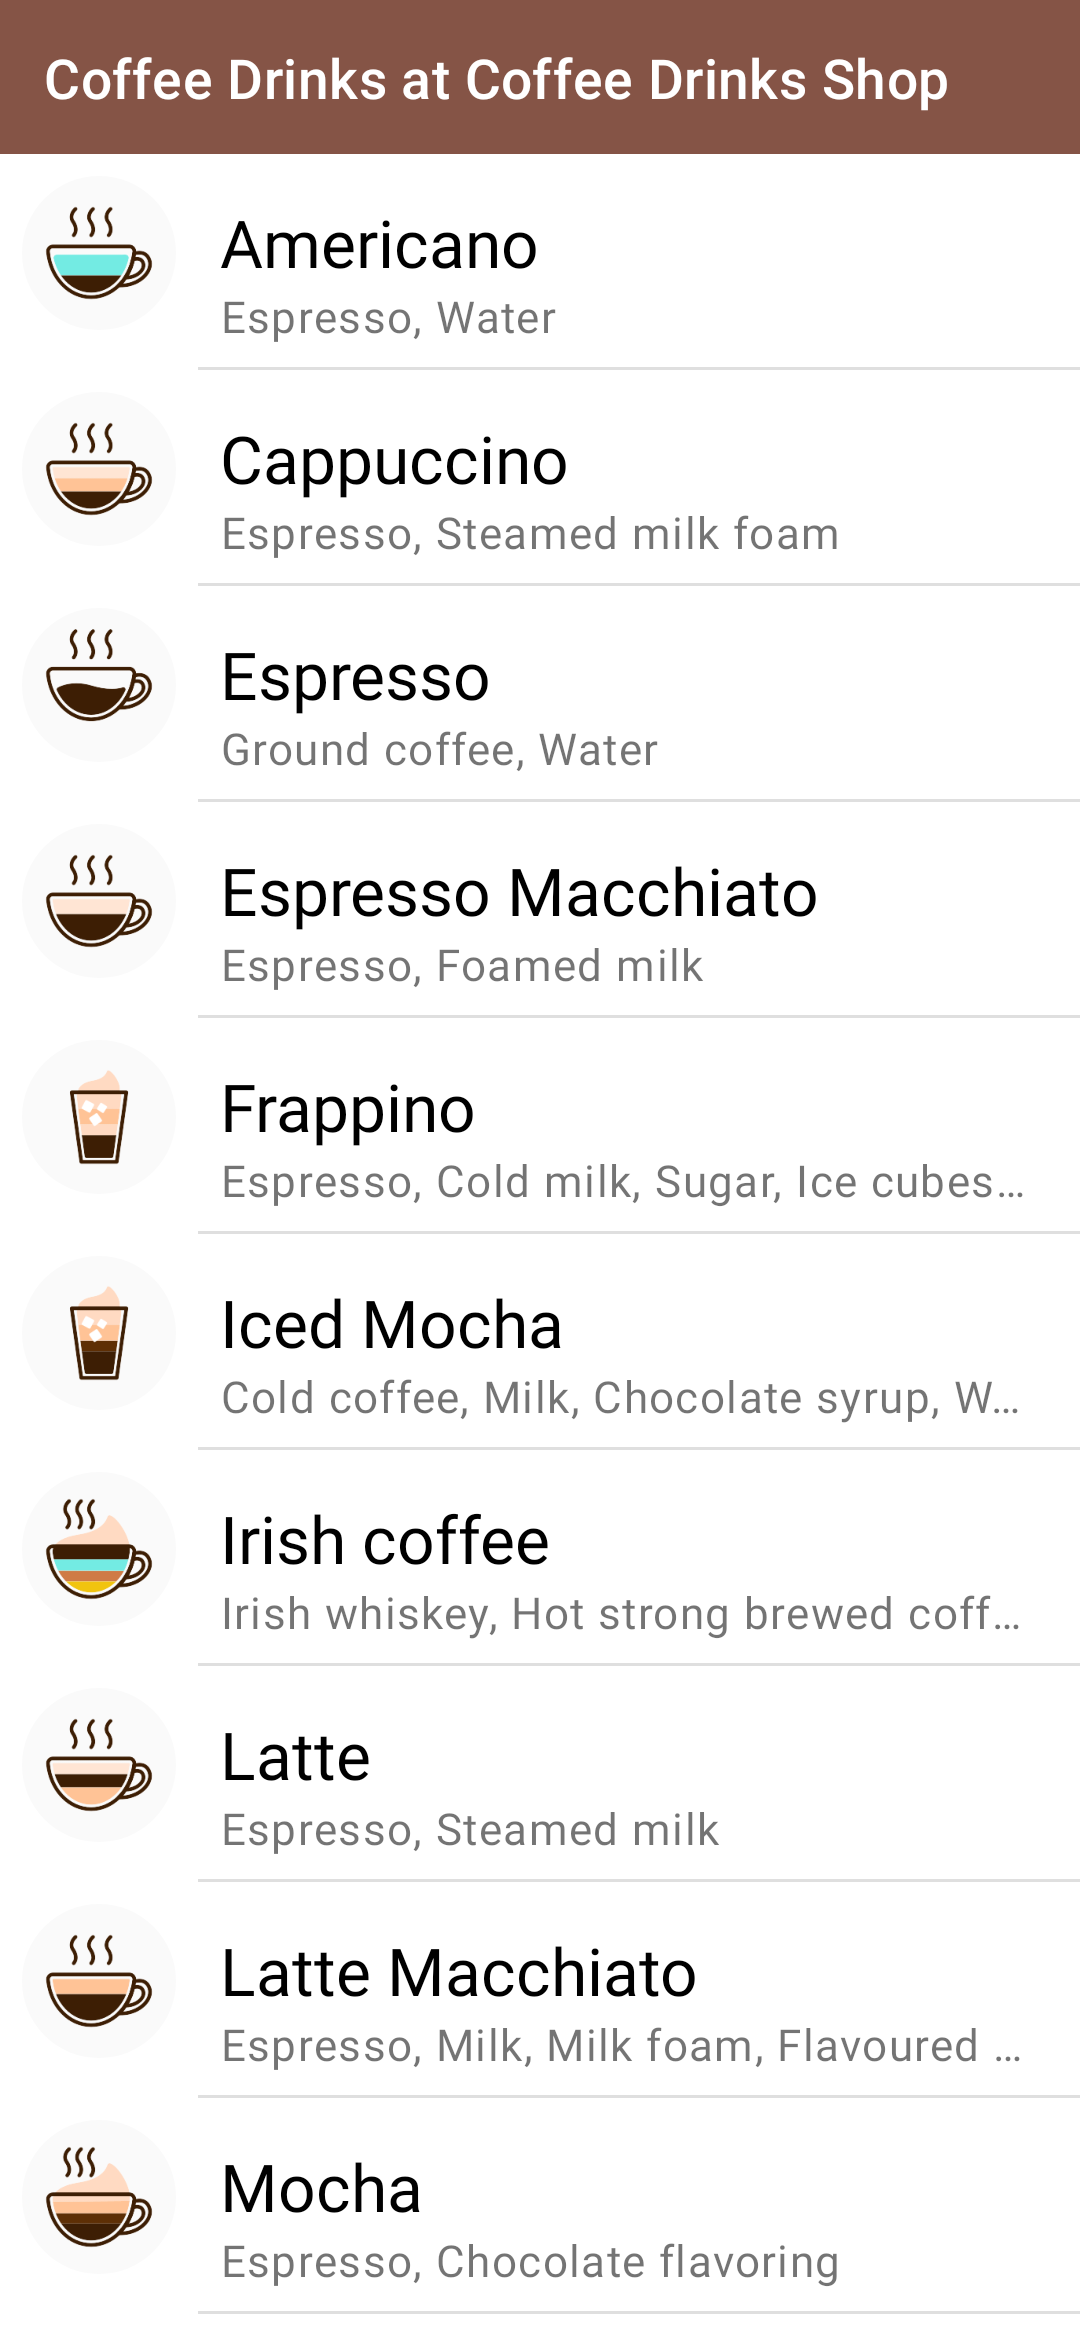 Coffee Drinks at Coffee Drinks Shop
Americano
Espresso, Water
Cappuccino
Espresso, Steamed milk foam
Espresso
Ground coffee, Water
Espresso Macchiato
Espresso, Foamed milk
Frappino
Espresso, Cold milk, Sugar, Ice cubes…
Iced Mocha
Cold coffee, Milk, Chocolate syrup, W…
Irish coffee
Irish whiskey, Hot strong brewed coff…
Latte
Espresso, Steamed milk
Latte Macchiato
Espresso, Milk, Milk foam, Flavoured …
Mocha
Espresso, Chocolate flavoring